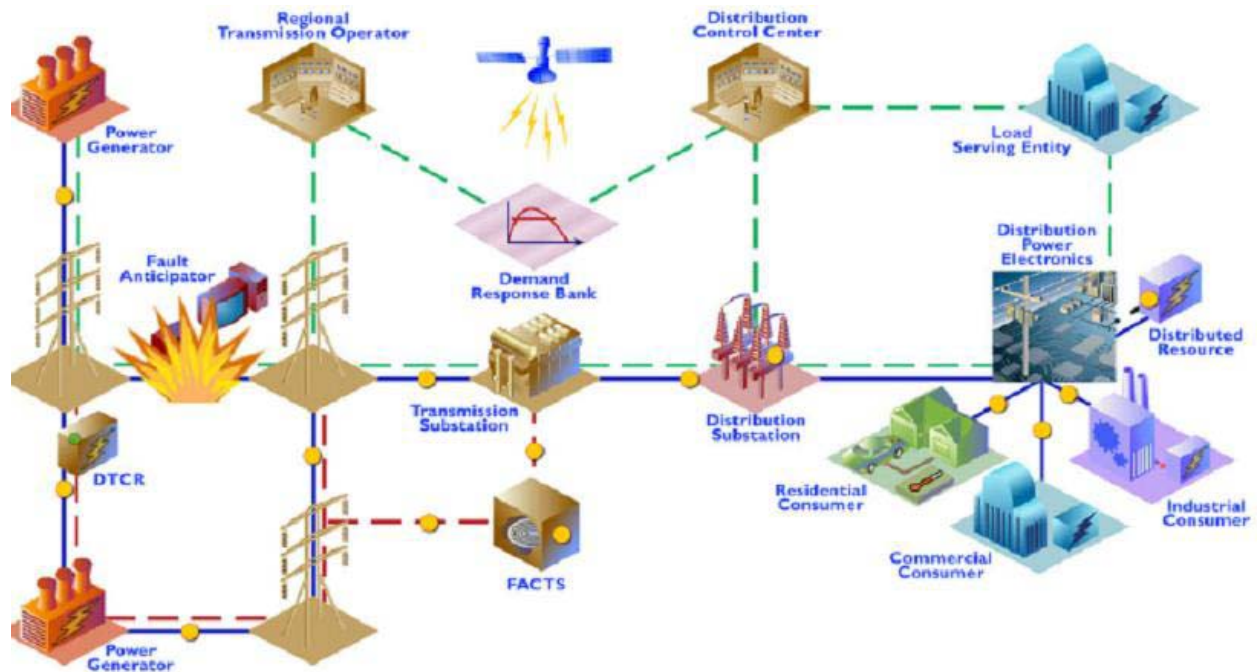 Regional
Transmission Operator
Distribution
Control Center
Power
Generator
Load
Serving Entity
Fault
Anticipator
Demand
Response Bank
Distribution
Power
Electronics
Distributed
Resource
Transmission
Substation
Distribution
Substation
DTCR
Residential
Consumer
Industrial
Consumer
Commercial
Consumer
FACTS
Power
Generator